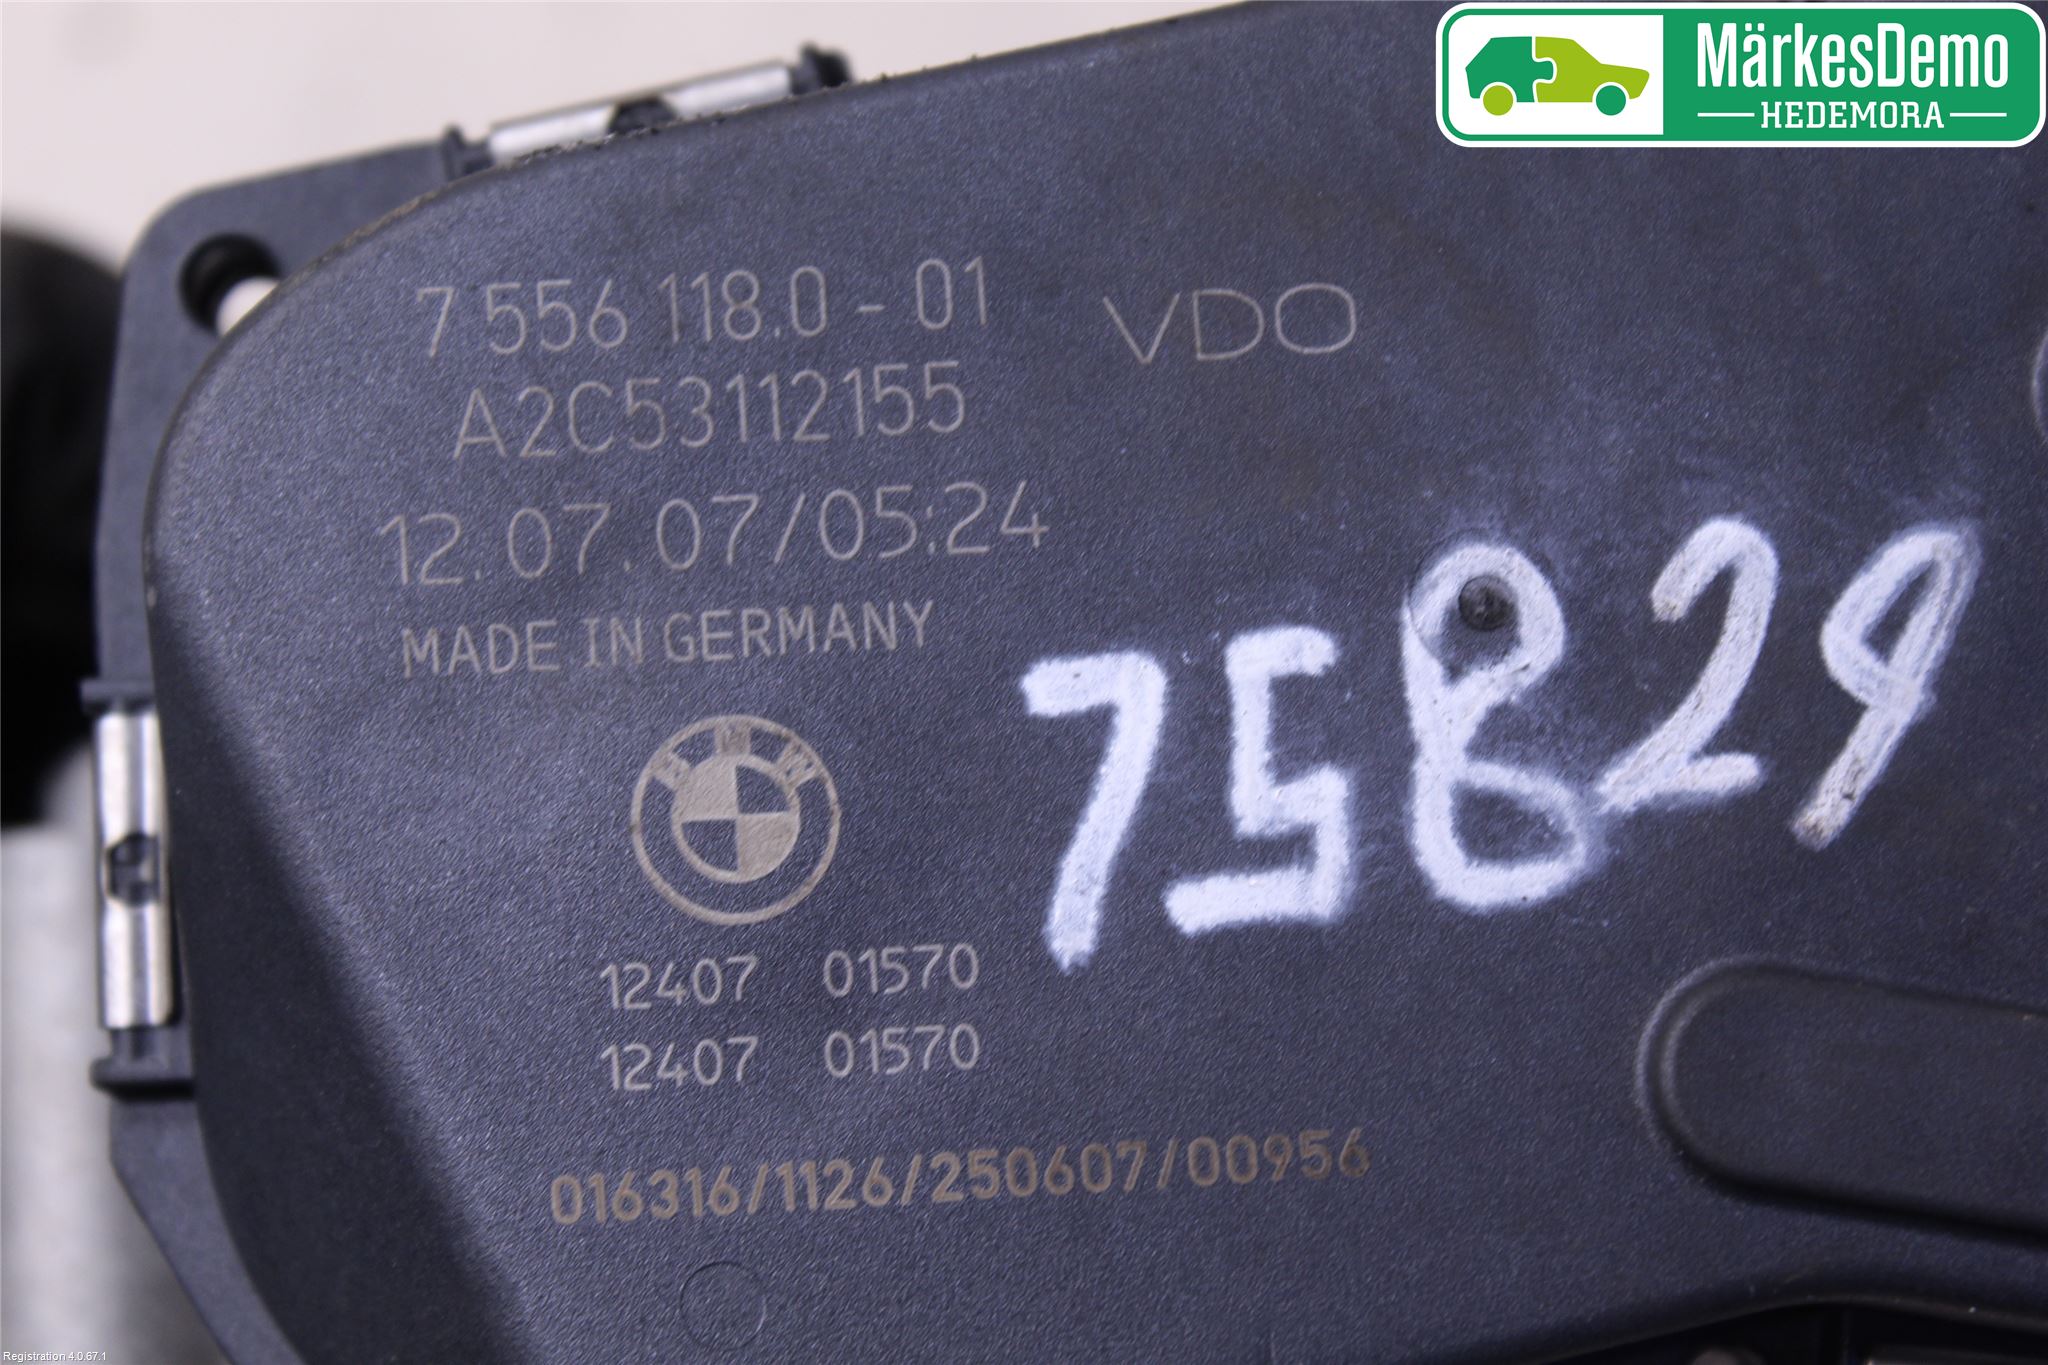 MärkesDemo
HEDEMORA
7 556 118.0 - 01
VDO
A2C53112155
12.07.07/05:24
MADE IN GERMANY
BMW
75829
12407 01570
12407 01570
016316/1126/250607/00956
Registration 4.0.67.1